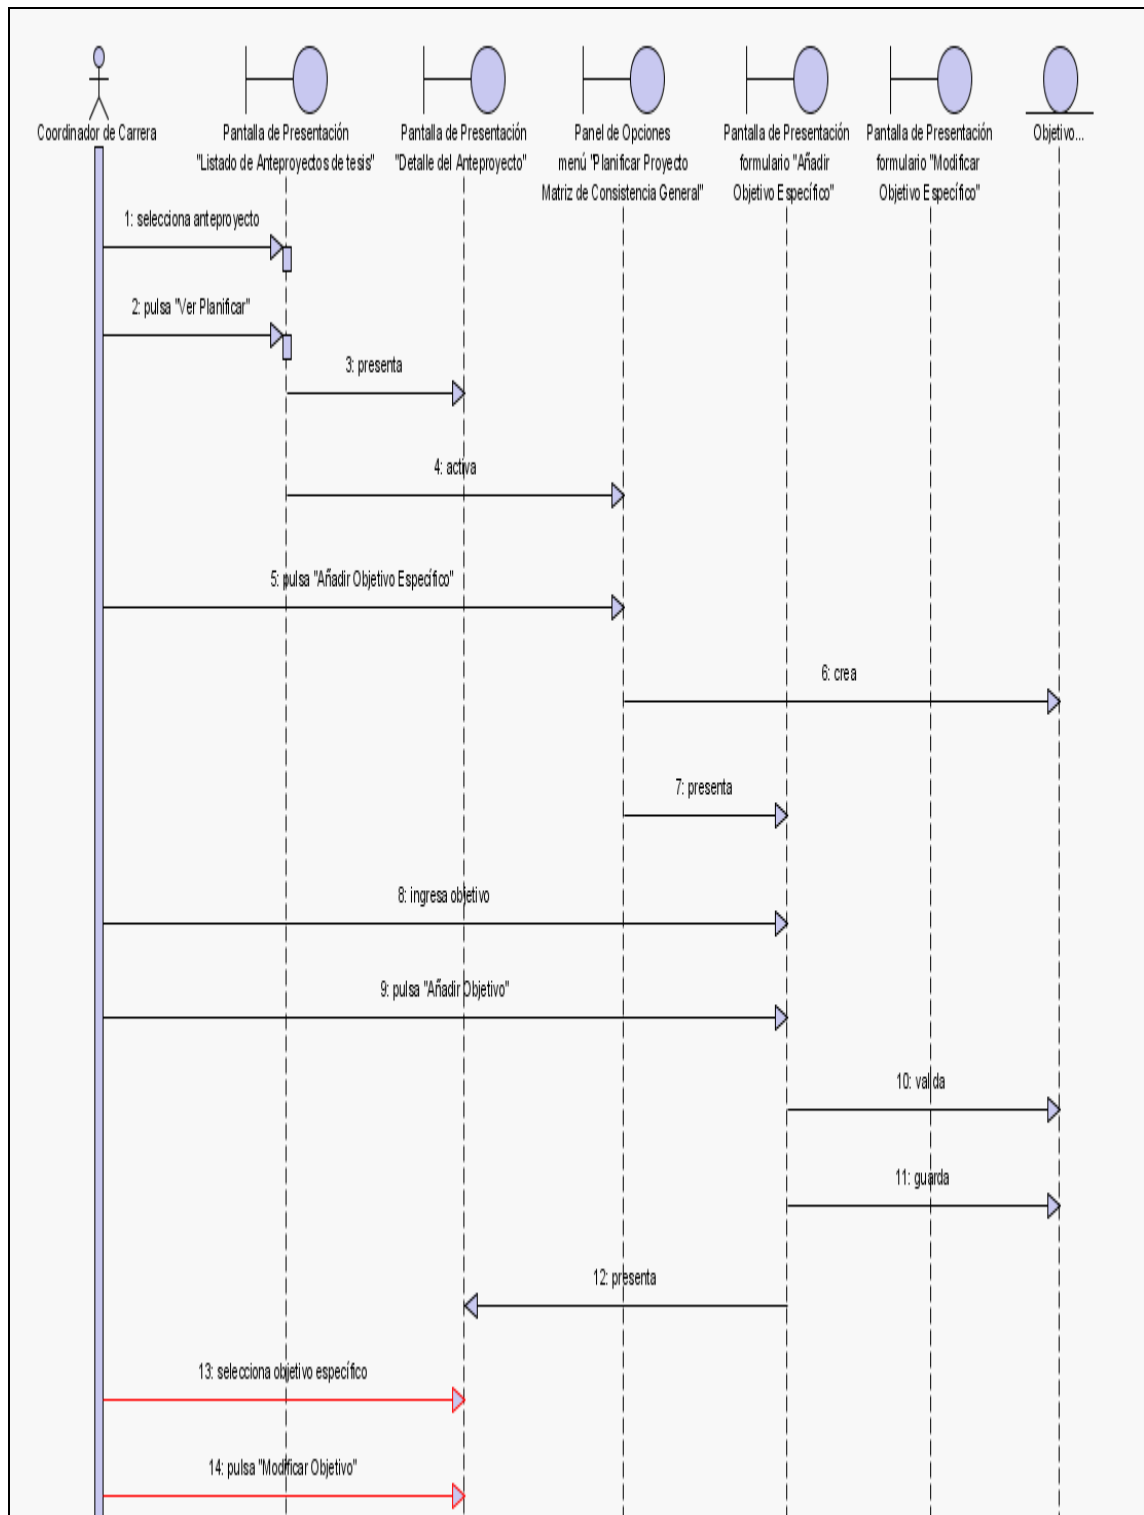 Coordinador de Carrera
Pantalla de Presentación
"Listado de Anteproyectos de tesis"
Pantalla de Presentación
"Detalle del Anteproyecto"
Panel de Opciones
menú "Planificar Proyecto
Matriz de Consistencia General"
Pantalla de Presentación
formulario "Añadir
Objetivo Específico"
Pantalla de Presentación
formulario "Modificar
Objetivo Específico"
Objetivo...
1: selecciona anteproyecto
2: pulsa "Ver Planificar"
3: presenta
4: activa
5: pulsa "Añadir Objetivo Específico"
6: crea
7: presenta
8: ingresa objetivo
9: pulsa "Añadir Objetivo"
10: valida
11: guarda
12: presenta
13: selecciona objetivo específico
14: pulsa "Modificar Objetivo"